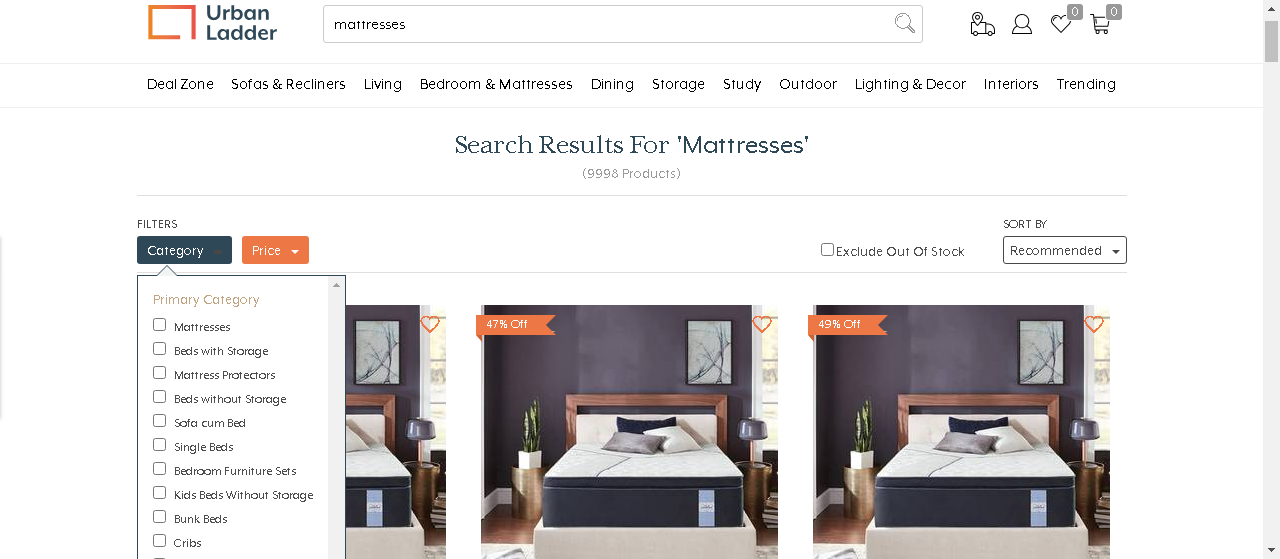 Urban
Ladder
mattresses
0
0
Deal Zone Sofas & Recliners Living Bedroom & Mattresses Dining Storage Study Outdoor Lighting & Decor Interiors Trending
Search Results For 'Mattresses'
(9998 Products)
FILTERS
SORT BY
Category Price Exclude Out Of Stock Recommended
Primary Category
Mattresses
Beds with Storage
Mattress Protectors
Beds without Storage
Sofa cum Bed
Single Beds
Bedroom Furniture Sets
Kids Beds Without Storage
Bunk Beds
Cribs
47% Off
49% Off